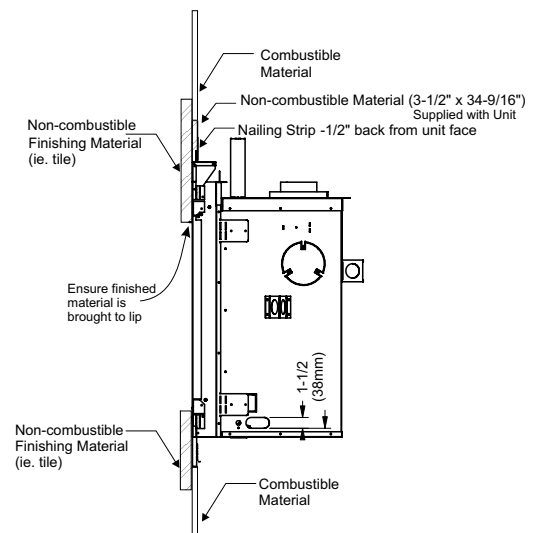 Combustible
Material
Non-combustible Material (3-1/2" x 34-9/16")
Supplied with Unit
Nailing Strip -1/2" back from unit face
Non-combustible
Finishing Material
(ie. tile)
Ensure finished
material is
brought to lip
1-1/2
(38mm)
Non-combustible
Finishing Material
(ie. tile)
Combustible
Material